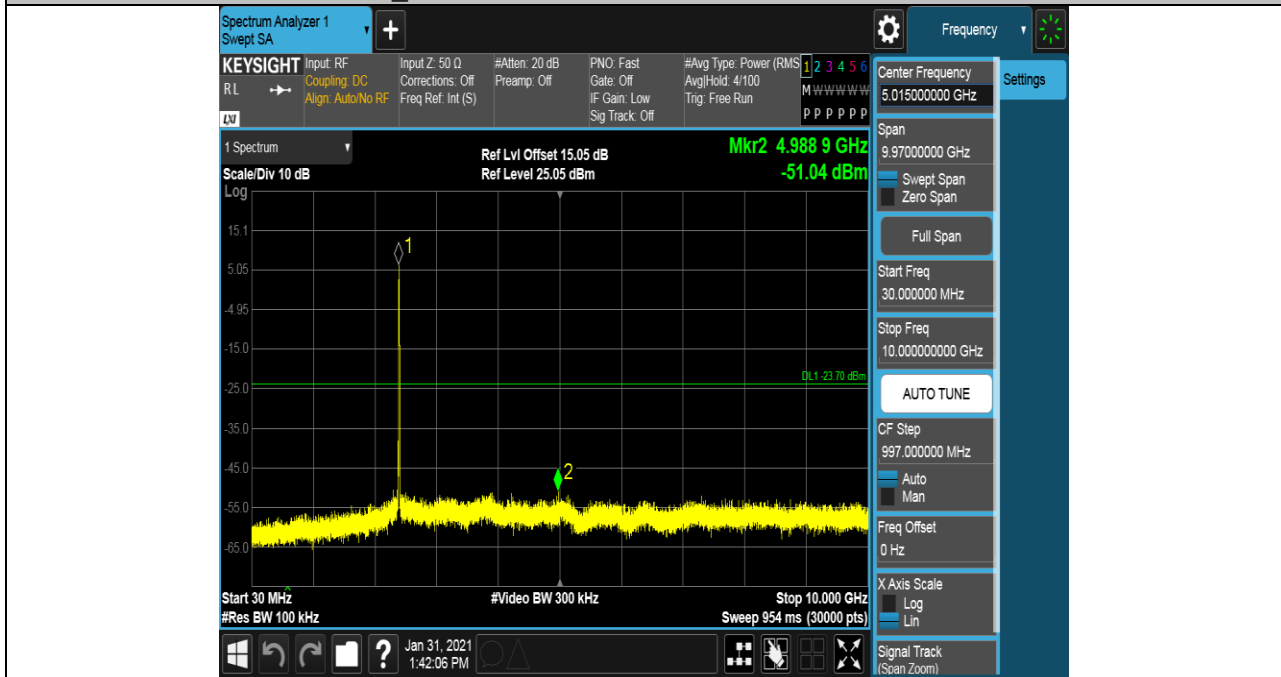 Spectrum Analyzer 1
Swept SA
+
Frequency
KEYSIGHT
RL
LXI
Input: RF
Coupling: DC
Align: Auto/No RF
Input Z: 50 Ω
Corrections: Off
Freq Ref: Int (S)
#Atten: 20 dB
Preamp: Off
PNO: Fast
Gate: Off
IF Gain: Low
Sig Track: Off
#Avg Type: Power (RMS
Avg|Hold: 4/100
Trig: Free Run
1 2 3 4 5 6
M W W W W W
P P P P P P
1 Spectrum
Scale/Div 10 dB
Ref Lvl Offset 15.05 dB
Ref Level 25.05 dBm
Mkr2 4.988 9 GHz
-51.04 dBm
Log
15.1
5.05
-4.95
-15.0
-25.0
-35.0
-45.0
-55.0
-65.0
1
2
DL1 -23.70 dBm
Start 30 MHz
#Res BW 100 kHz
#Video BW 300 kHz
Stop 10.000 GHz
Sweep 954 ms (30000 pts)
Center Frequency
5.015000000 GHz
Settings
Span
9.97000000 GHz
Swept Span
Zero Span
Full Span
Start Freq
30.000000 MHz
Stop Freq
10.000000000 GHz
AUTO TUNE
CF Step
997.000000 MHz
Auto
Man
Freq Offset
0 Hz
X Axis Scale
Log
Lin
Signal Track
(Span Zoom)
?
Jan 31, 2021
1:42:06 PM